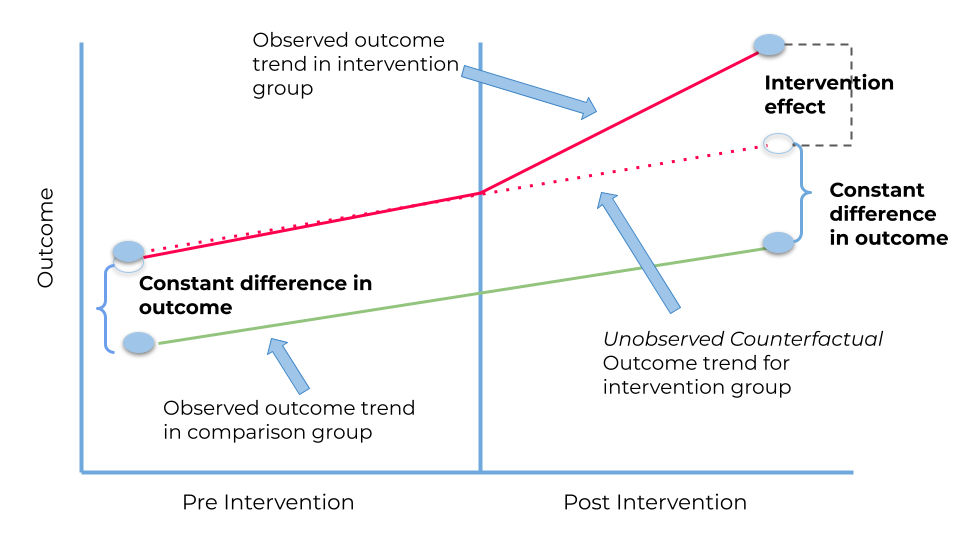 Observed outcome
trend in intervention
group
Intervention
effect
Constant
difference
in outcome
Outcome
Constant difference in
outcome
Unobserved Counterfactual
Outcome trend for
intervention group
Observed outcome trend
in comparison group
Pre Intervention
Post Intervention